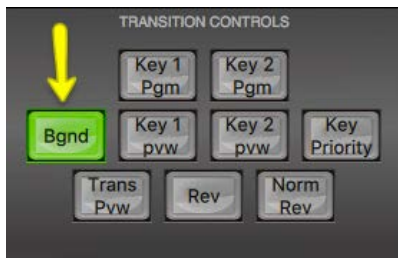 TRANSITION CONTROLS
Key 1
Pgm
Key 2
Pgm
Bgnd
Key 1
pvw
Key 2
pvw
Key
Priority
Trans
Pvw
Rev
Norm
Rev